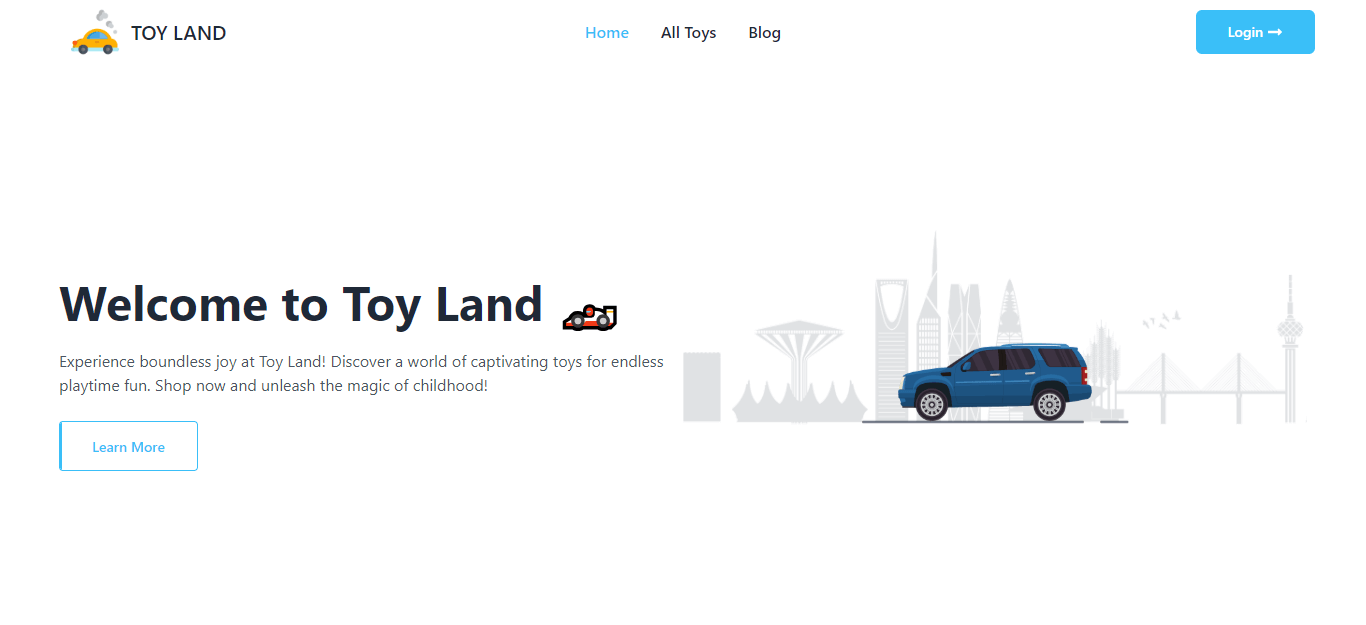 TOY LAND
Home
All Toys
Blog
Login
Welcome to Toy Land
Experience boundless joy at Toy Land! Discover a world of captivating toys for endless
playtime fun. Shop now and unleash the magic of childhood!
Learn More